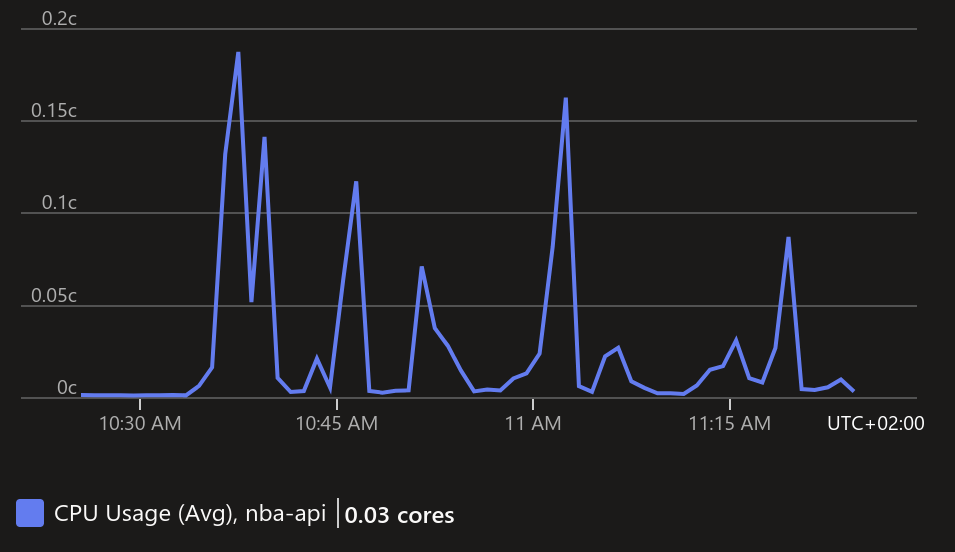 0.2c
0.15c
0.1c
0.05c
0c
10:30 AM 10:45 AM 11 AM 11:15 AM UTC+02:00
CPU Usage (Avg), nba-api 0.03 cores